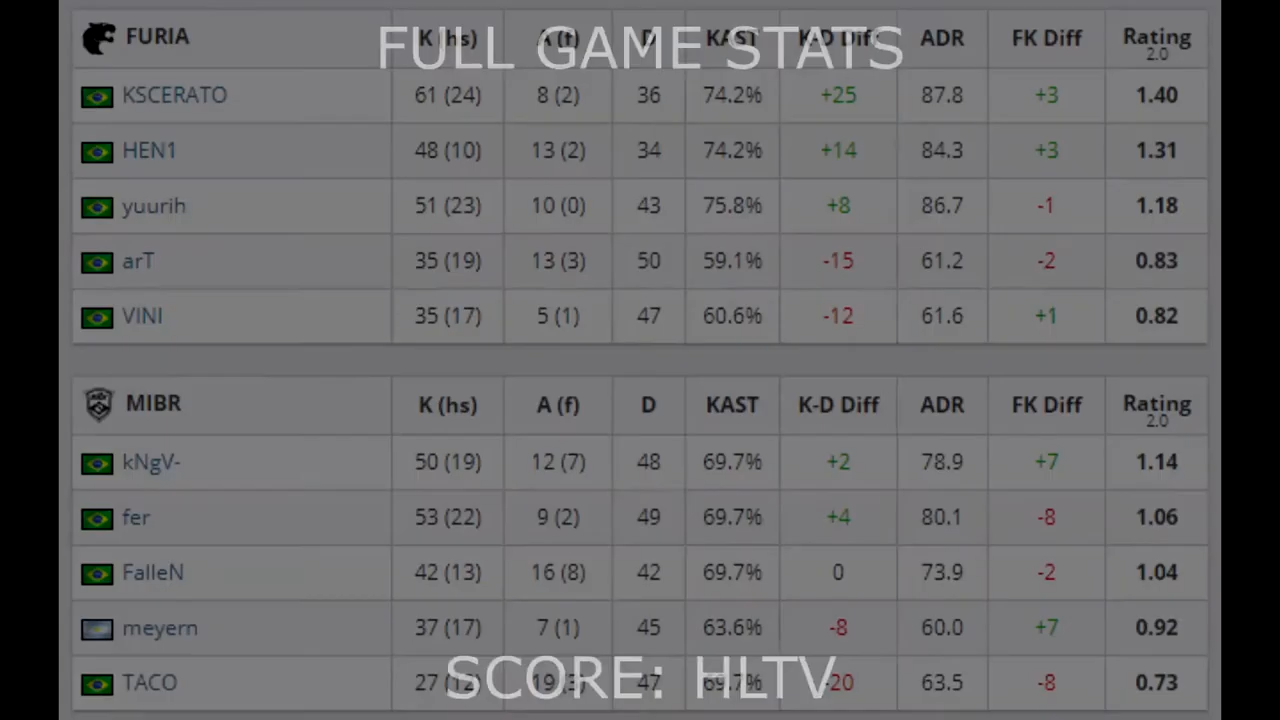 FULL GAME STATS
FURIA K (hs) A (f) D KAST K-D Diff ADR FK Diff Rating 2.0
KSCERATO 61 (24) 8 (2) 36 74.2% +25 87.8 +3 1.40
HEN1 48 (10) 13 (2) 34 74.2% +14 84.3 +3 1.31
yuurih 51 (23) 10 (0) 43 75.8% +8 86.7 -1 1.18
arT 35 (19) 13 (3) 50 59.1% -15 61.2 -2 0.83
VINI 35 (17) 5 (1) 47 60.6% -12 61.6 +1 0.82
MIBR K (hs) A (f) D KAST K-D Diff ADR FK Diff Rating 2.0
kNgV- 50 (19) 12 (7) 48 69.7% +2 78.9 +7 1.14
fer 53 (22) 9 (2) 49 69.7% +4 80.1 -8 1.06
FalleN 42 (13) 16 (8) 42 69.7% 0 73.9 -2 1.04
meyern 37 (17) 7 (1) 45 63.6% -8 60.0 +7 0.92
TACO 27 (12) 19 (3) 47 69.7% -20 63.5 -8 0.73
SCORE: HLTV